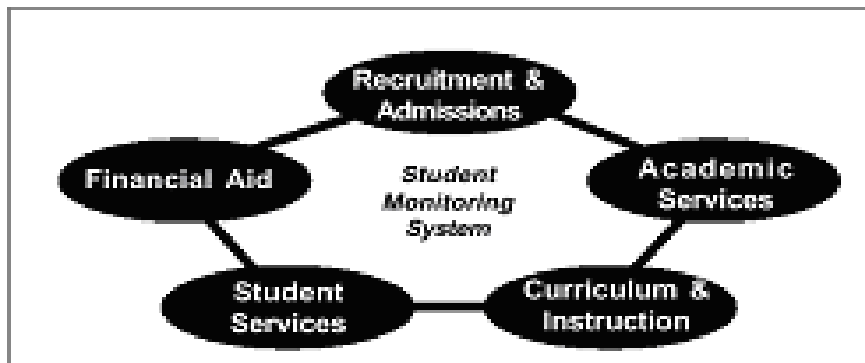 Recruitment &
Admissions
Financial Aid
Student
Monitoring
System
Academic
Services
Student
Services
Curriculum &
Instruction